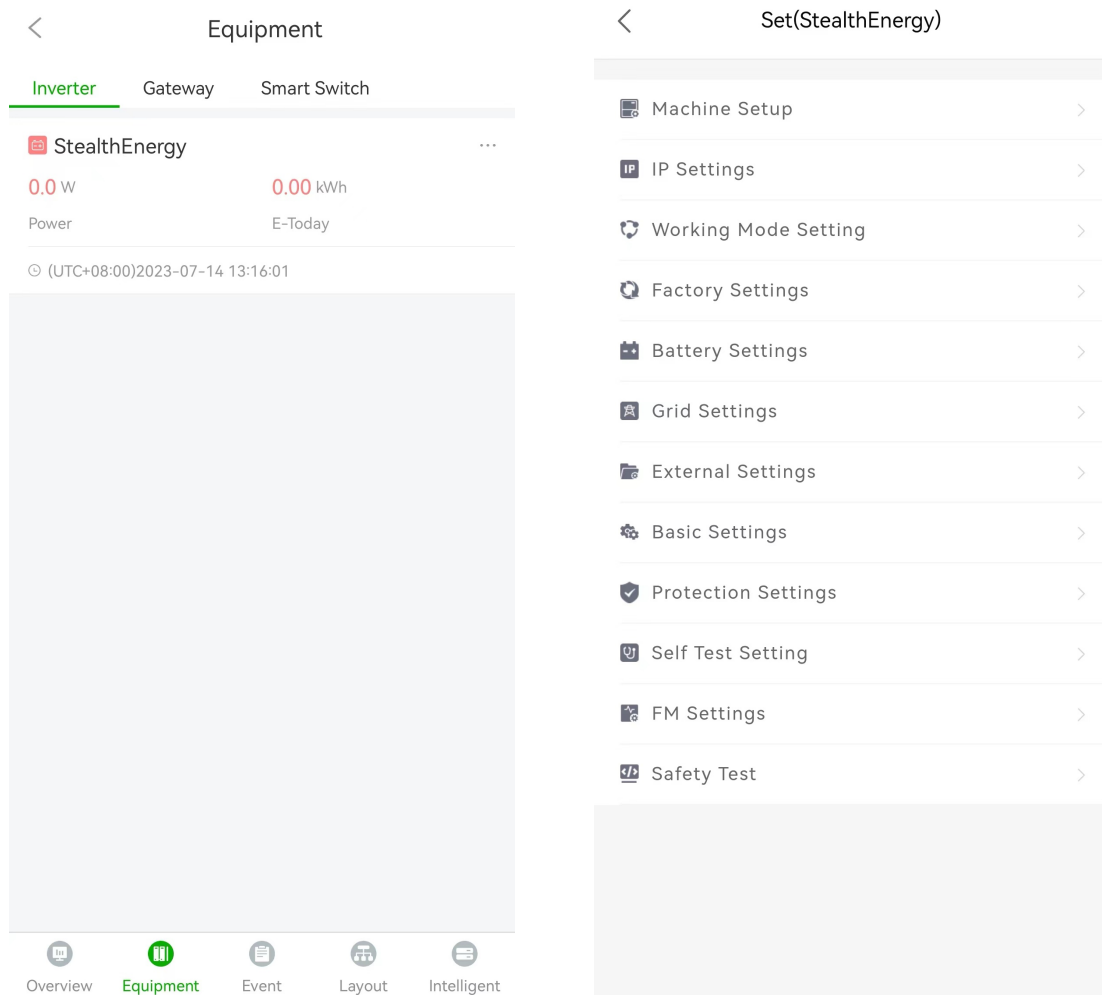 Equipment
Inverter Gateway Smart Switch
StealthEnergy
0.0 W 0.00 kWh
Power E-Today
(UTC+08:00)2023-07-14 13:16:01
Overview Equipment Event Layout Intelligent
Set(StealthEnergy)
Machine Setup
IP IP Settings
Working Mode Setting
Factory Settings
Battery Settings
Grid Settings
External Settings
Basic Settings
Protection Settings
Self Test Setting
FM Settings
Safety Test